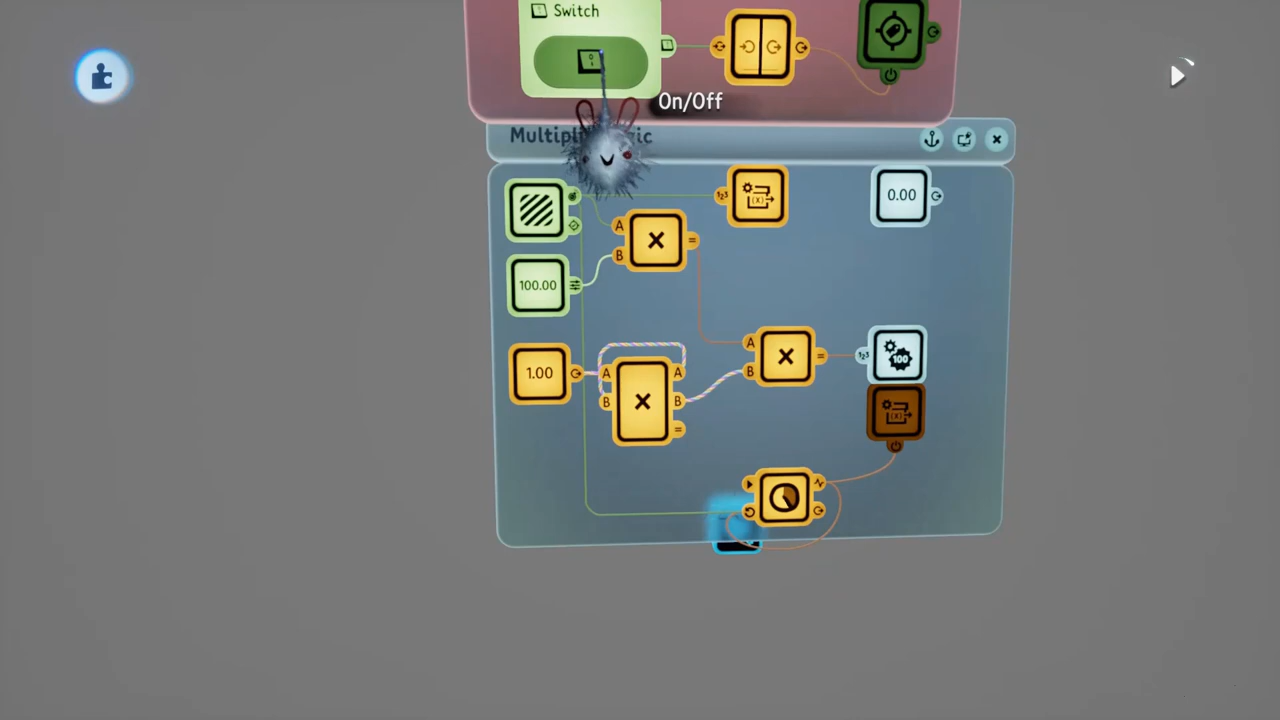 Switch
On/Off
0.00
A
B
=
100.00
1.00
A
A
B
B
=
A
B
=
100